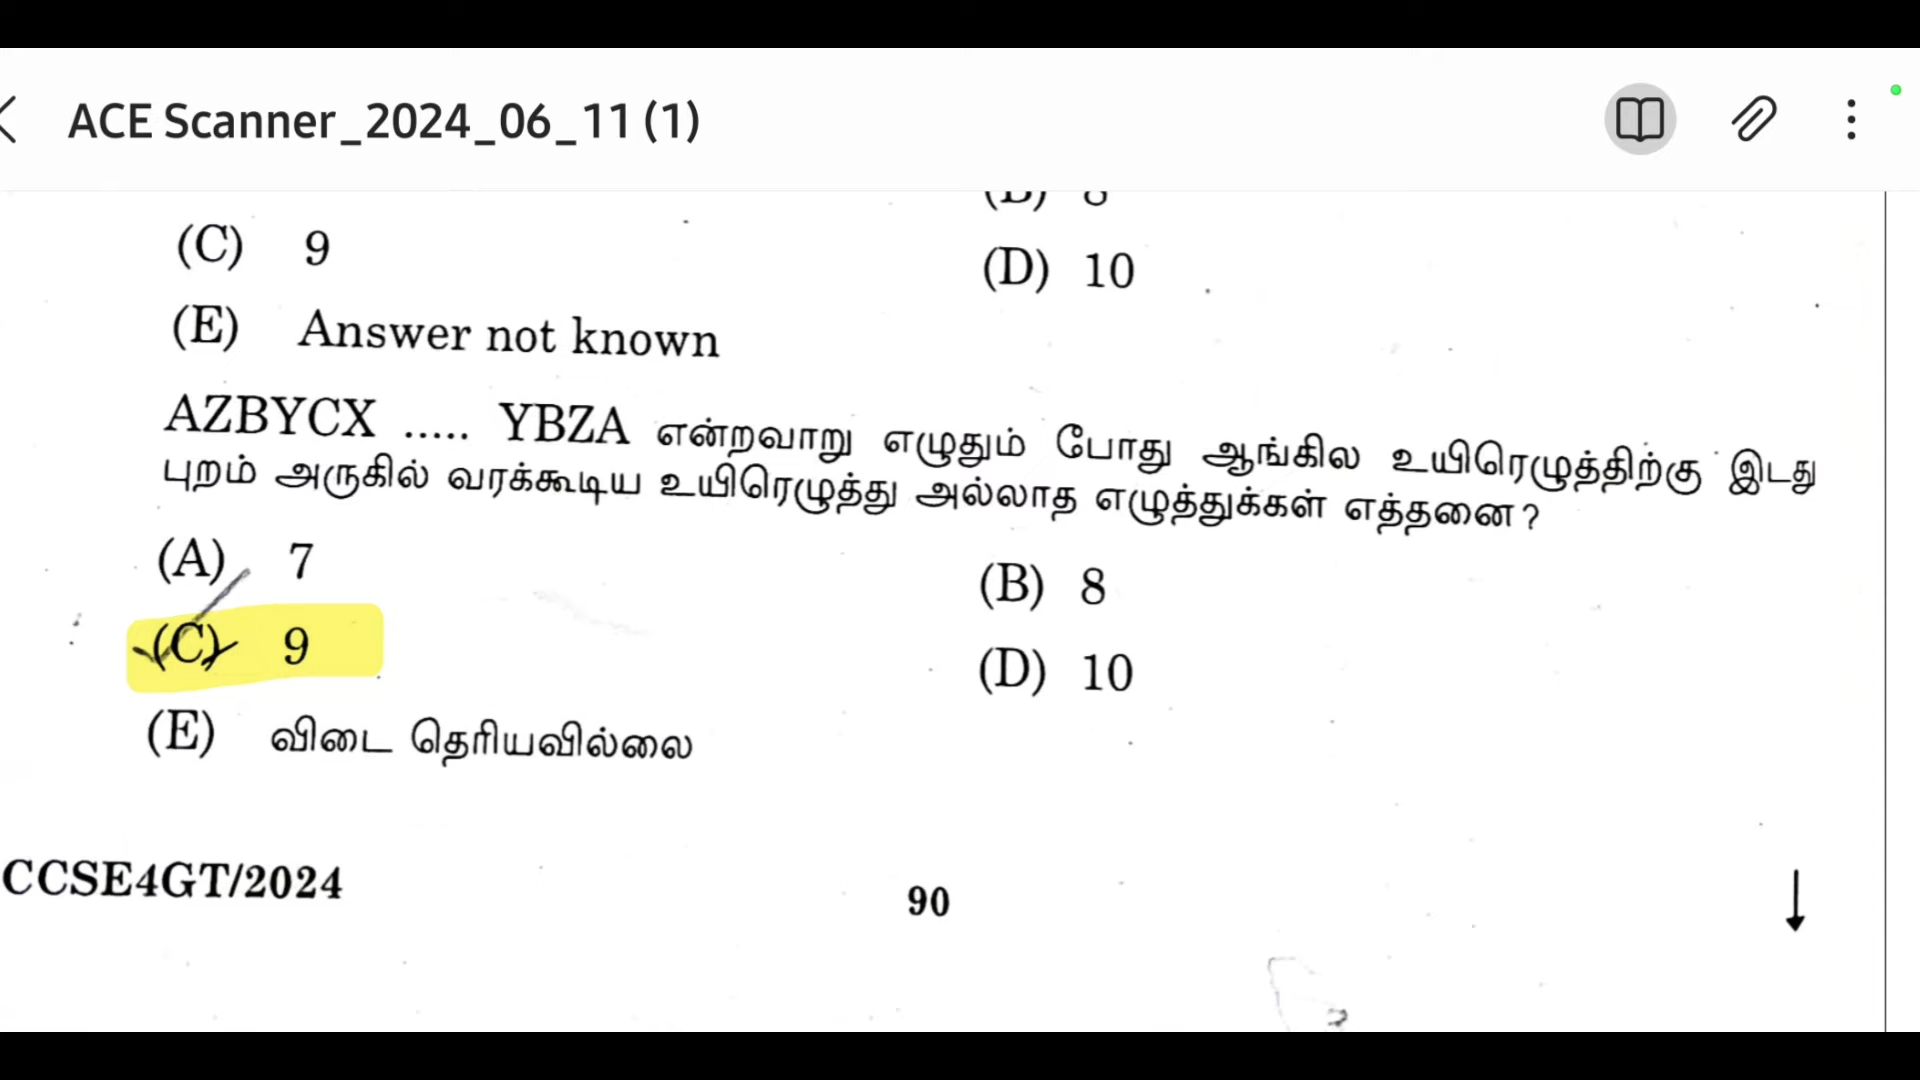 ACE Scanner_2024_06_11 (1)
(C) 9
(D) 10
(E) Answer not known
AZBYCX ..... YBZA என்றவாறு எழுதும் போது ஆங்கில உயிரெழுத்திற்கு இடது
புறம் அருகில் வரக்கூடிய உயிரெழுத்து அல்லாத எழுத்துக்கள் எத்தனை?
(A) 7
(B) 8
(C) 9
(D) 10
(E) விடை தெரியவில்லை
CCSE4GT/2024
90